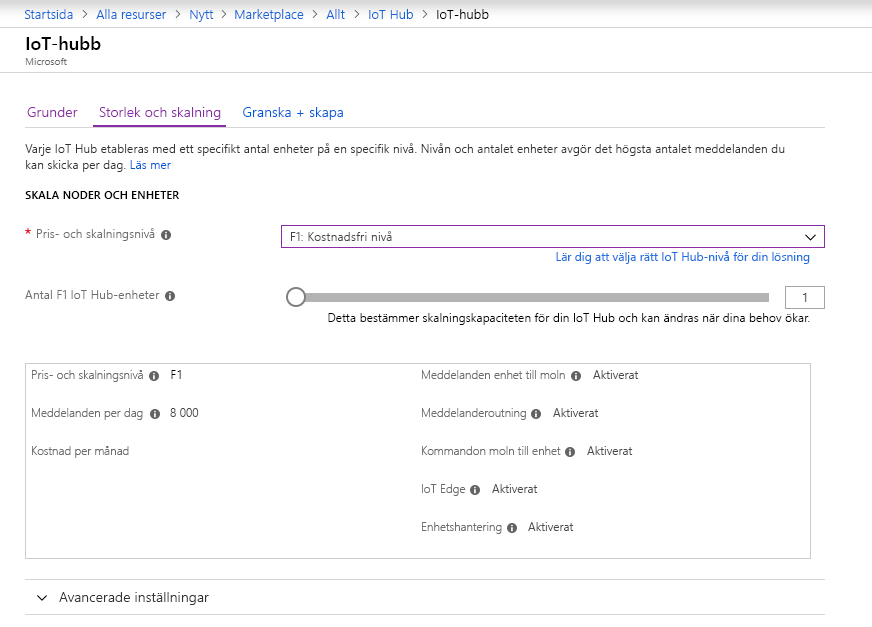 Startsida > Alla resurser > Nytt > Marketplace > Allt > IoT Hub > IoT-hubb
IoT-hubb
Microsoft
Grunder Storlek och skalning Granska + skapa
Varje IoT Hub etableras med ett specifikt antal enheter på en specifik nivå. Nivån och antalet enheter avgör det högsta antalet meddelanden du
kan skicka per dag. Läs mer
SKALA NODER OCH ENHETER
* Pris- och skalningsnivå F1: Kostnadsfri nivå
Lär dig att välja rätt IoT Hub-nivå för din lösning
Antal F1 IoT Hub-enheter 1
Detta bestämmer skalningskapaciteten för din IoT Hub och kan ändras när dina behov ökar.
Pris- och skalningsnivå F1 Meddelanden enhet till moln Aktiverat
Meddelanden per dag 8 000 Meddelanderoutning Aktiverat
Kostnad per månad Kommandon moln till enhet Aktiverat
IoT Edge Aktiverat
Enhetshantering Aktiverat
Avancerade inställningar